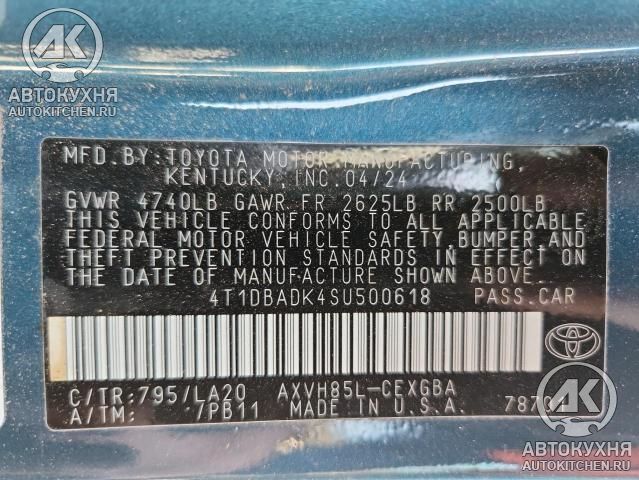 АК
АВТОКУХНЯ
AUTOKITCHEN.RU
MFD. BY: TOYOTA MOTOR MANUFACTURING,
KENTUCKY, INC. 04/24
GVWR 4740LB GAWR FR 2625LB RR 2500LB
THIS VEHICLE CONFORMS TO ALL APPLICABLE
FEDERAL MOTOR VEHICLE SAFETY, BUMPER, AND
THEFT PREVENTION STANDARDS IN EFFECT ON
THE DATE OF MANUFACTURE SHOWN ABOVE.
4T1DBADK4SU500618 PASS.CAR
C/TR:795/LA20 AXVH85L-CEXGBA
A/TM: /PB11 MADE IN U.S.A.
АК
АВТОКУХНЯ
AUTOKITCHEN.RU